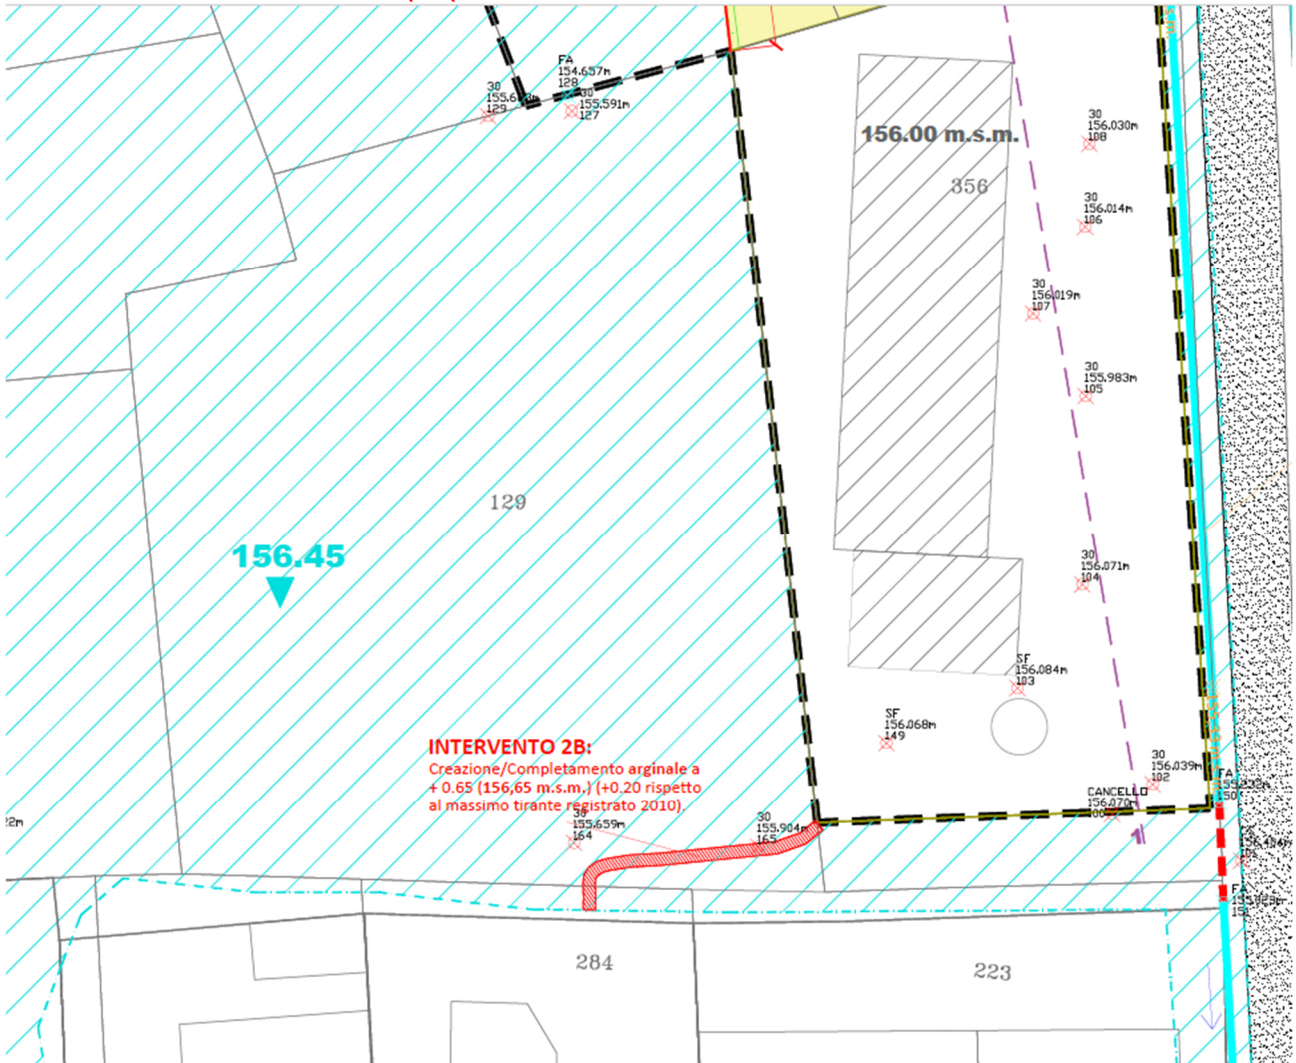 FA
154.657m
128
30
129
155.591m
127
156.00 m.s.m.
356
30
156.030m
108
30
156.014m
106
30
156.019m
107
30
155.983m
105
129
156.45
30
156.071m
104
SF
156.084m
103
SF
156.068m
149
INTERVENTO 2B:
Creazione/Completamento arginale a
+ 0.65 (156,65 m.s.m.) (+0.20 rispetto
al massimo tirante registrato 2010).
30
155.659m
164
30
155.904m
165
30
156.039m
102
CANCELLO
156.070m
FA
150
1
22m
FA
284
223